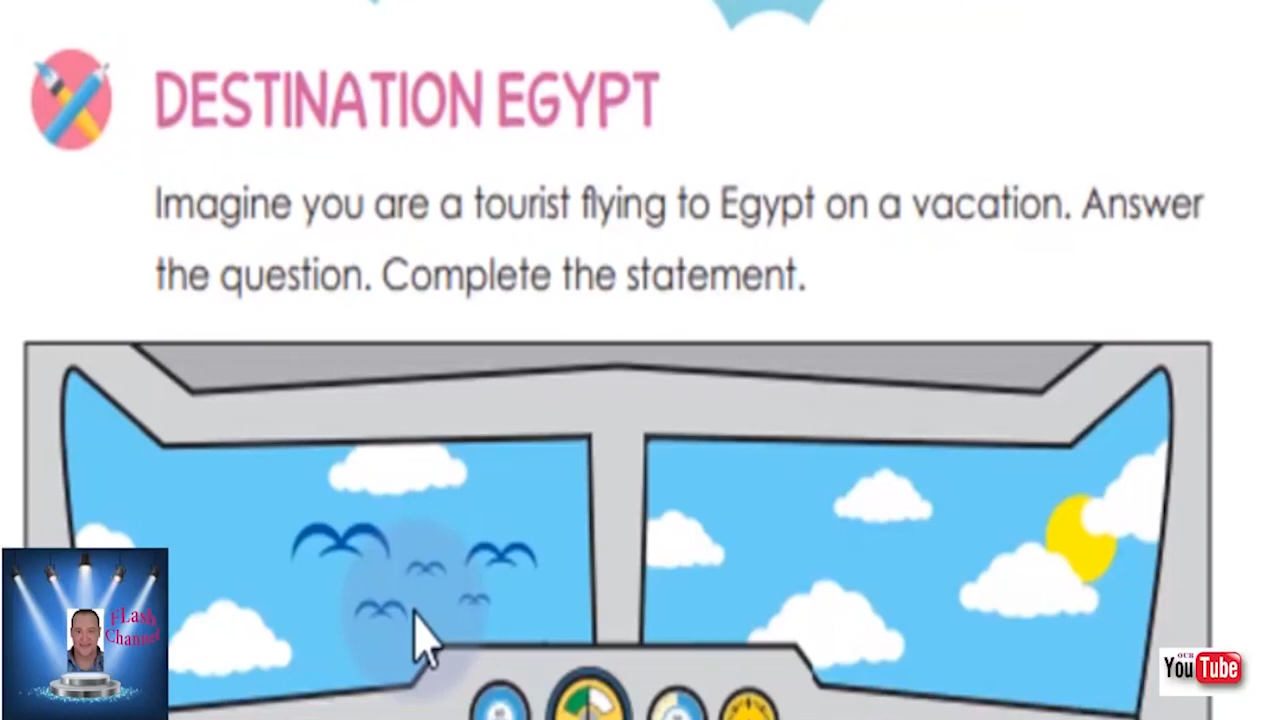 DESTINATION EGYPT
Imagine you are a tourist flying to Egypt on a vacation. Answer
the question. Complete the statement.
FLash
Channel
OUR
YouTube